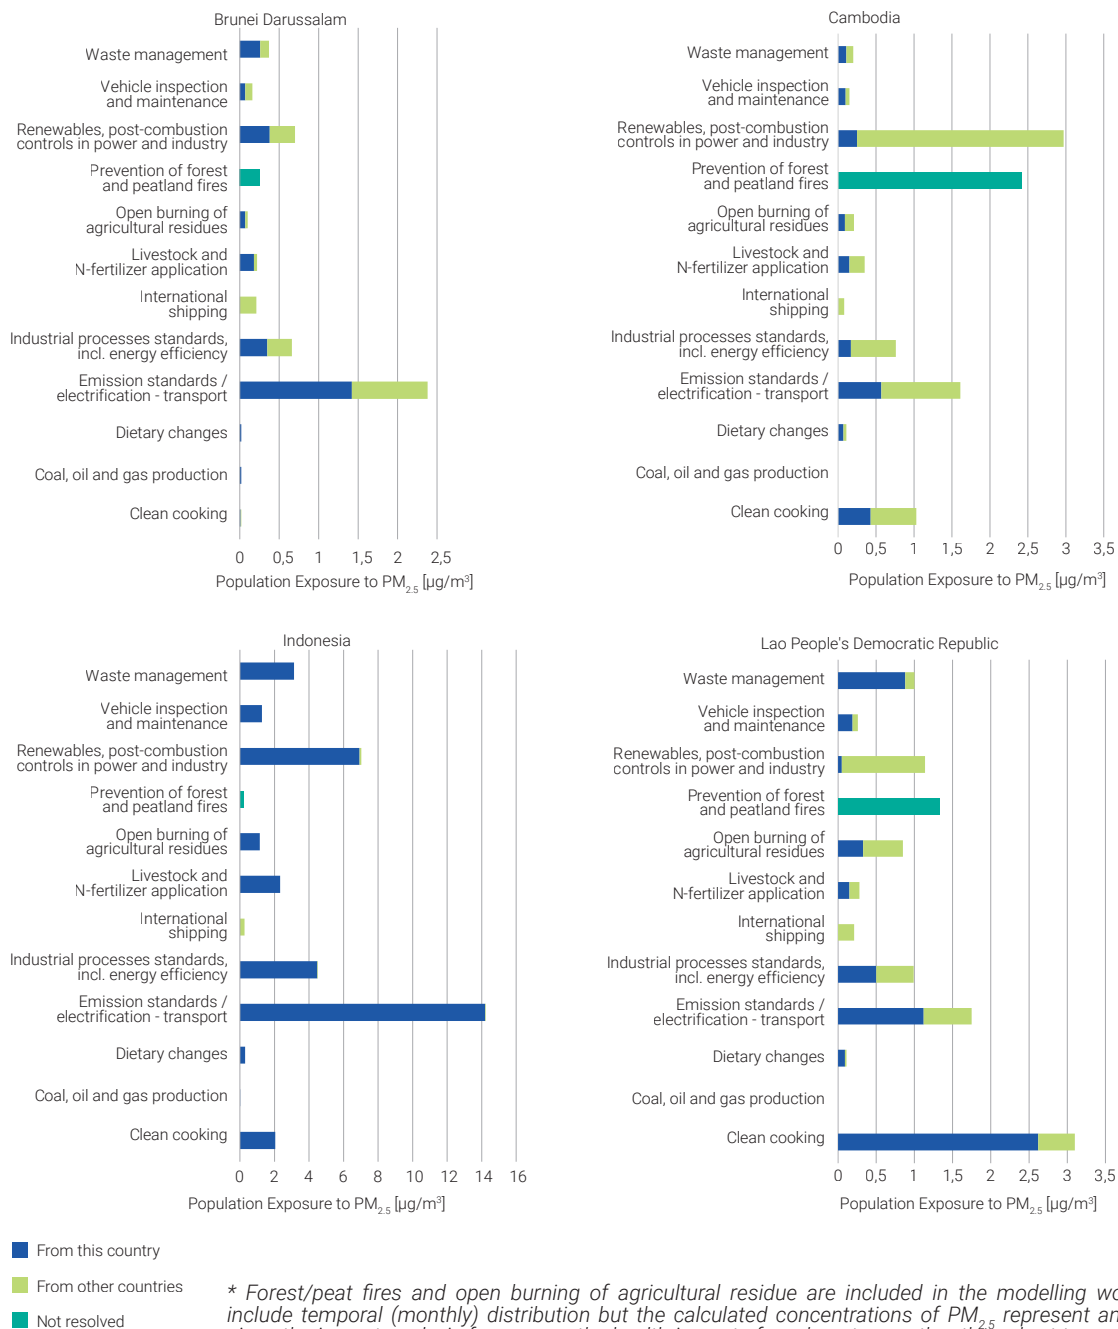 Brunei Darussalam
Waste management
Vehicle inspection
and maintenance
Renewables, post-combustion
controls in power and industry
Prevention of forest
and peatland fires
Open burning of
agricultural residues
Livestock and
N-fertilizer application
International
shipping
Industrial processes standards,
incl. energy efficiency
Emission standards /
electrification - transport
Dietary changes
Coal, oil and gas production
Clean cooking
0 0,5 1 1,5 2 2,5
Population Exposure to PM2.5 [µg/m³]
Cambodia
Waste management
Vehicle inspection
and maintenance
Renewables, post-combustion
controls in power and industry
Prevention of forest
and peatland fires
Open burning of
agricultural residues
Livestock and
N-fertilizer application
International
shipping
Industrial processes standards,
incl. energy efficiency
Emission standards /
electrification - transport
Dietary changes
Coal, oil and gas production
Clean cooking
0 0,5 1 1,5 2 2,5 3 3,5
Population Exposure to PM2.5 [µg/m³]
Indonesia
Waste management
Vehicle inspection
and maintenance
Renewables, post-combustion
controls in power and industry
Prevention of forest
and peatland fires
Open burning of
agricultural residues
Livestock and
N-fertilizer application
International
shipping
Industrial processes standards,
incl. energy efficiency
Emission standards /
electrification - transport
Dietary changes
Coal, oil and gas production
Clean cooking
0 2 4 6 8 10 12 14 16
Population Exposure to PM2.5 [µg/m³]
Lao People's Democratic Republic
Waste management
Vehicle inspection
and maintenance
Renewables, post-combustion
controls in power and industry
Prevention of forest
and peatland fires
Open burning of
agricultural residues
Livestock and
N-fertilizer application
International
shipping
Industrial processes standards,
incl. energy efficiency
Emission standards /
electrification - transport
Dietary changes
Coal, oil and gas production
Clean cooking
0 0,5 1 1,5 2 2,5 3 3,5
Population Exposure to PM2.5 [µg/m³]
From this country
From other countries
Not resolved
* Forest/peat fires and open burning of agricultural residue are included in the modelling wo
include temporal (monthly) distribution but the calculated concentrations of PM2.5 represent an